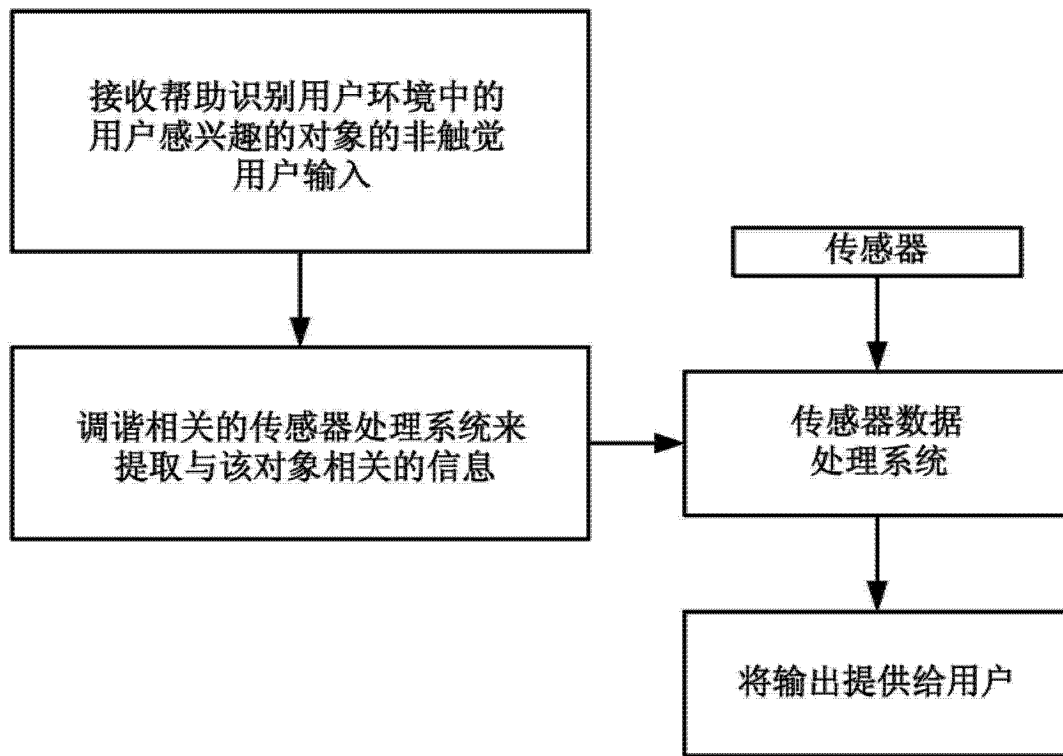 接收帮助识别用户环境中的
用户感兴趣的对象的非触觉
用户输入
传感器
调谐相关的传感器处理系统来
提取与该对象相关的信息
传感器数据
处理系统
将输出提供给用户